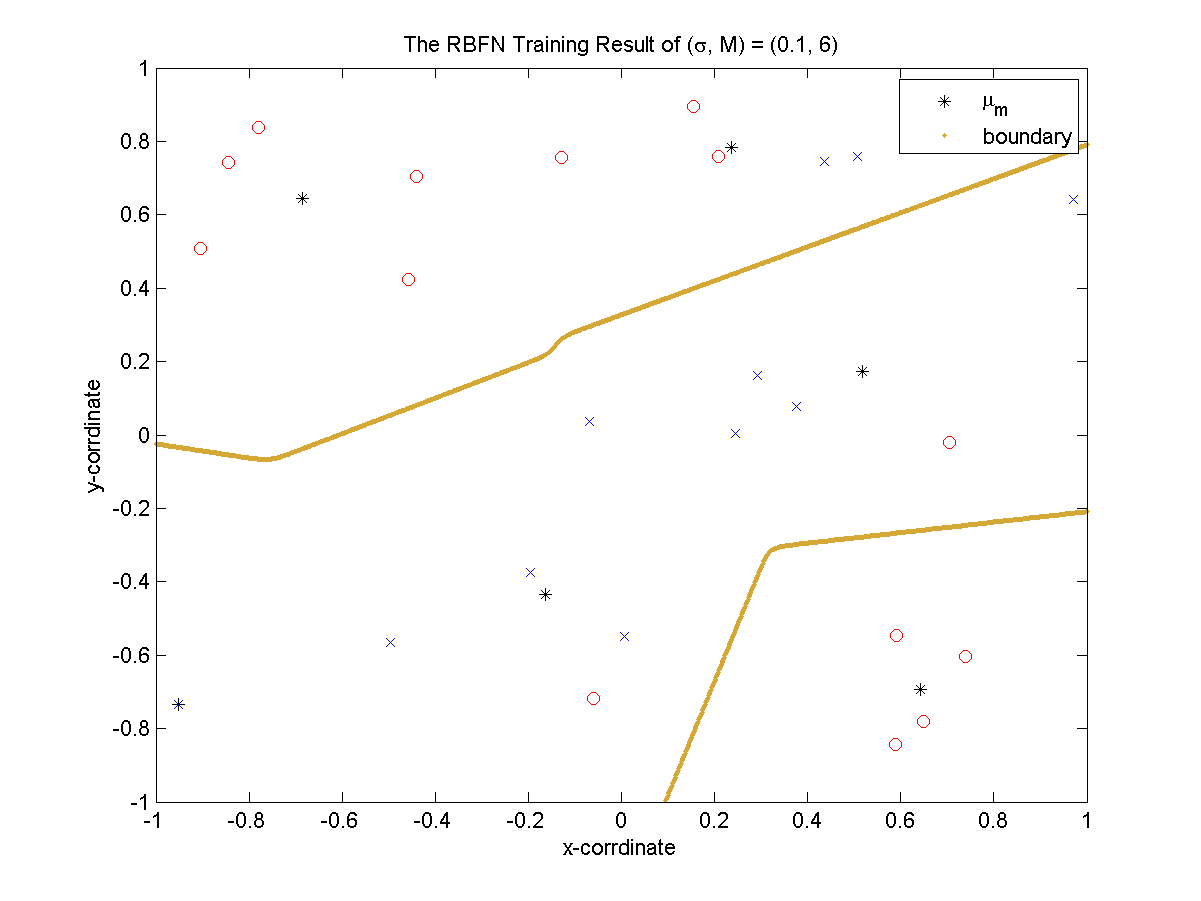 The RBFN Training Result of (σ, M) = (0.1, 6)
μm
boundary
1
0.8
0.6
0.4
0.2
0
-0.2
-0.4
-0.6
-0.8
-1
y-corrdinate
-1 -0.8 -0.6 -0.4 -0.2 0 0.2 0.4 0.6 0.8 1
x-corrdinate